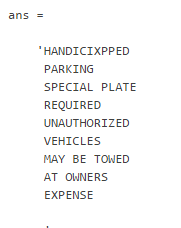 ans =
'HANDICIXPPED
PARKING
SPECIAL PLATE
REQUIRED
UNAUTHORIZED
VEHICLES
MAY BE TOWED
AT OWNERS
EXPENSE
.